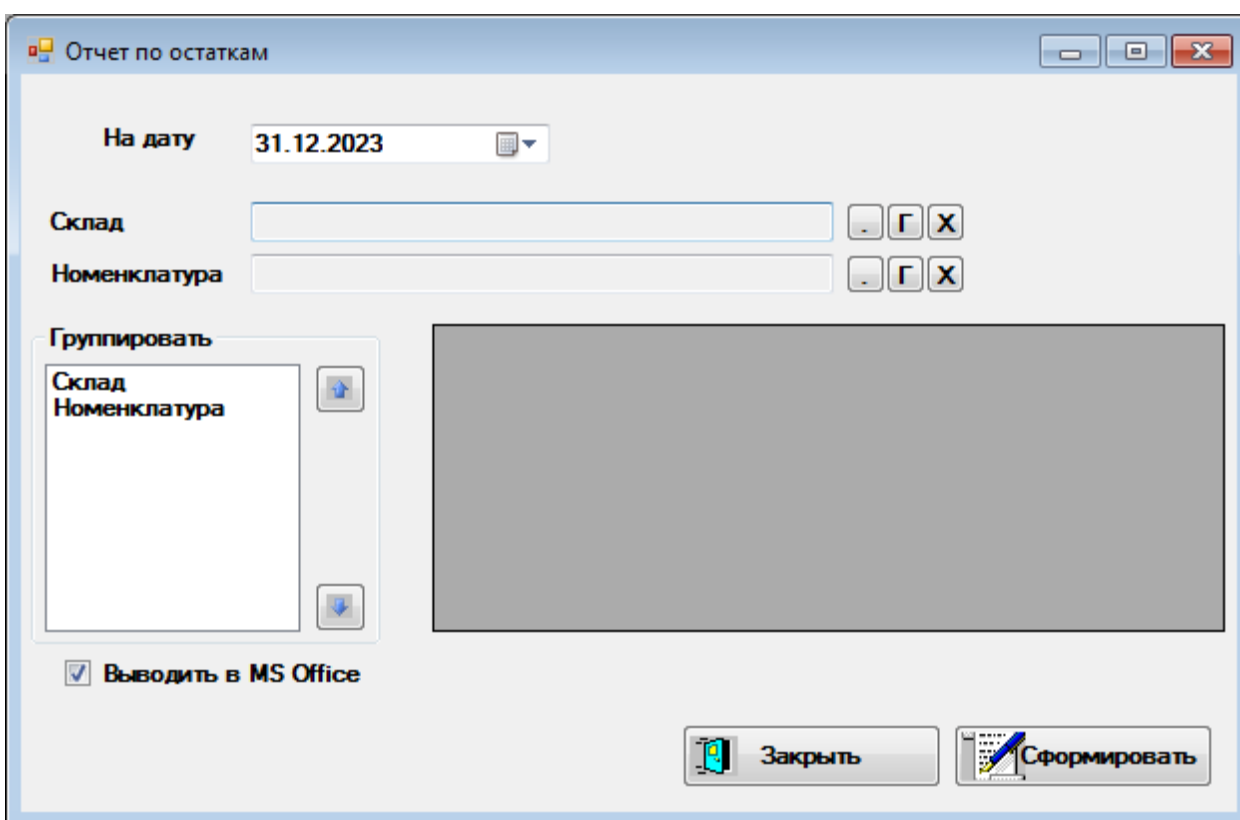 Отчет по остаткам
На дату 31.12.2023
Склад . Г X
Номенклатура . Г X
Группировать
Склад
Номенклатура
Выводить в MS Office
Закрыть Сформировать